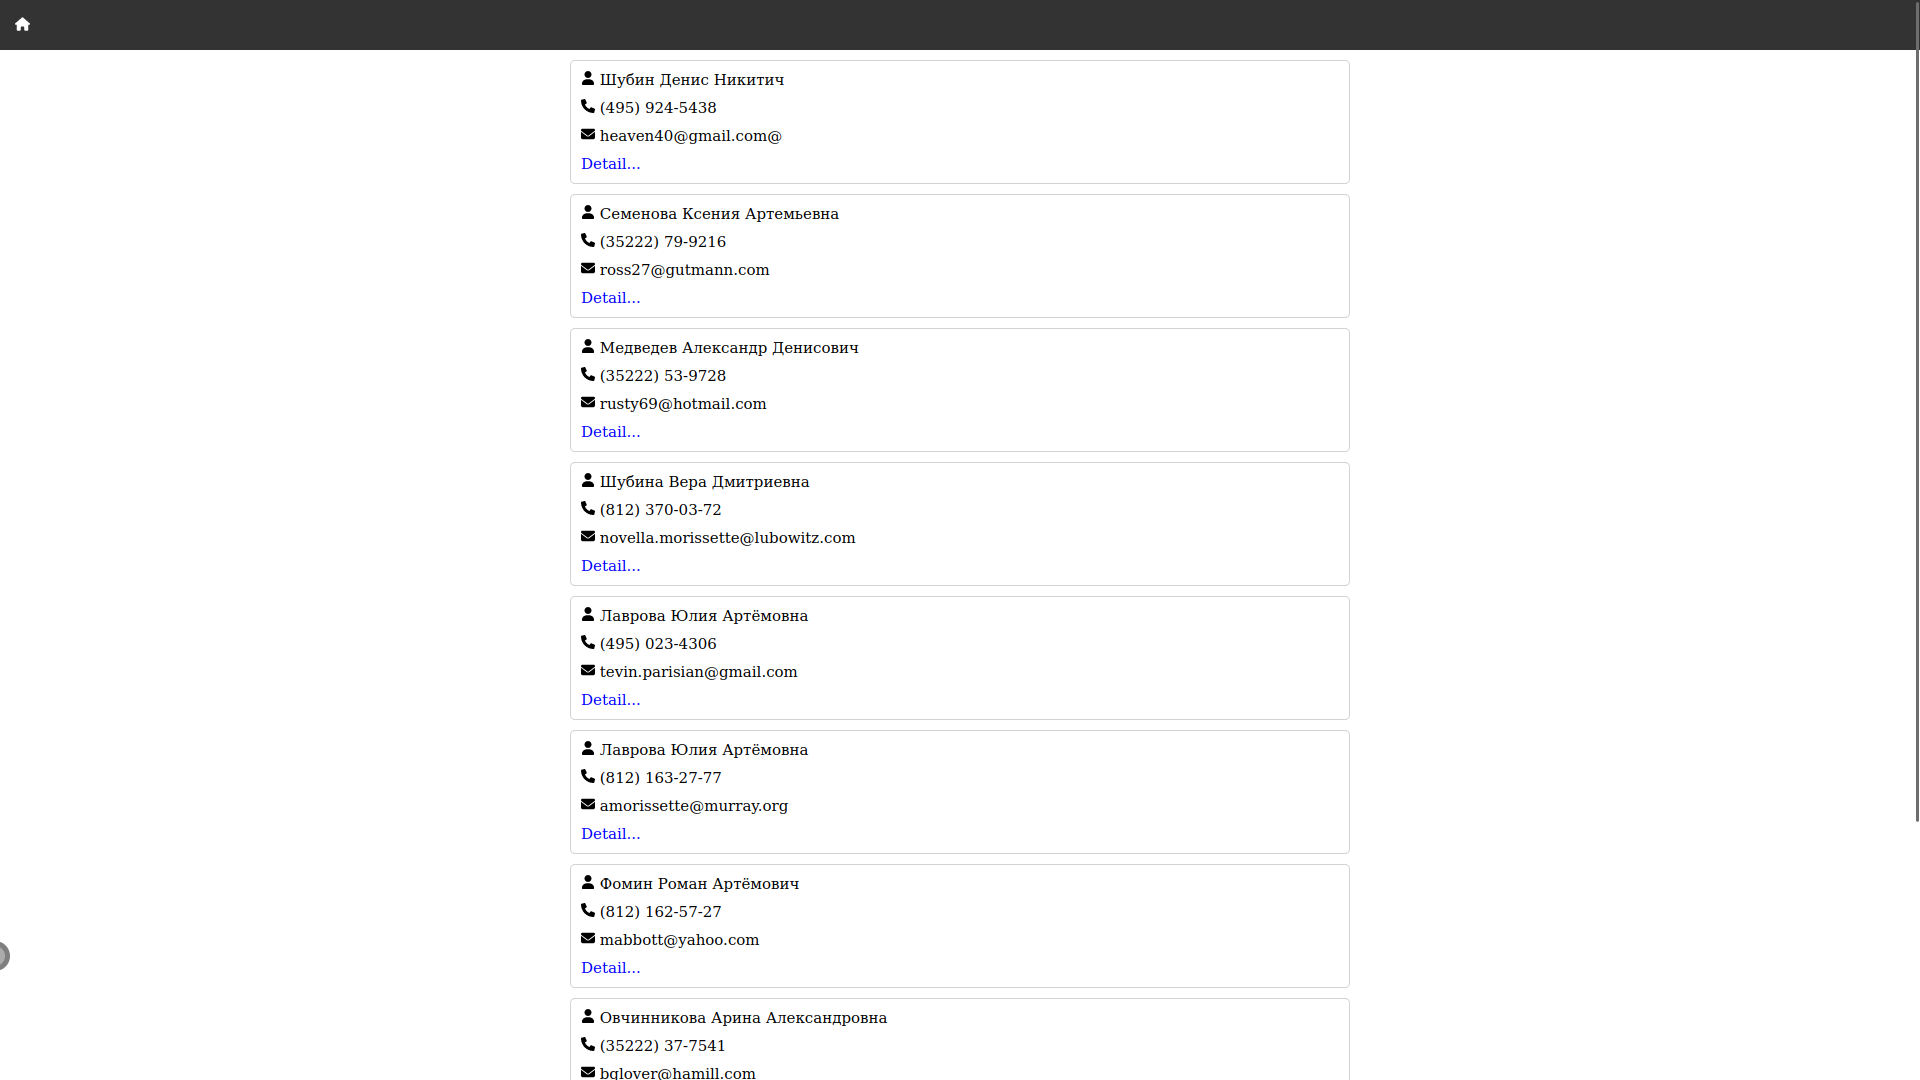 Шубин Денис Никитич
(495) 924-5438
heaven40@gmail.com@
Detail...
Семенова Ксения Артемьевна
(35222) 79-9216
ross27@gutmann.com
Detail...
Медведев Александр Денисович
(35222) 53-9728
rusty69@hotmail.com
Detail...
Шубина Вера Дмитриевна
(812) 370-03-72
novella.morissette@lubowitz.com
Detail...
Лаврова Юлия Артёмовна
(495) 023-4306
tevin.parisian@gmail.com
Detail...
Лаврова Юлия Артёмовна
(812) 163-27-77
amorissette@murray.org
Detail...
Фомин Роман Артёмович
(812) 162-57-27
mabbott@yahoo.com
Detail...
Овчинникова Арина Александровна
(35222) 37-7541
bglover@hamill.com